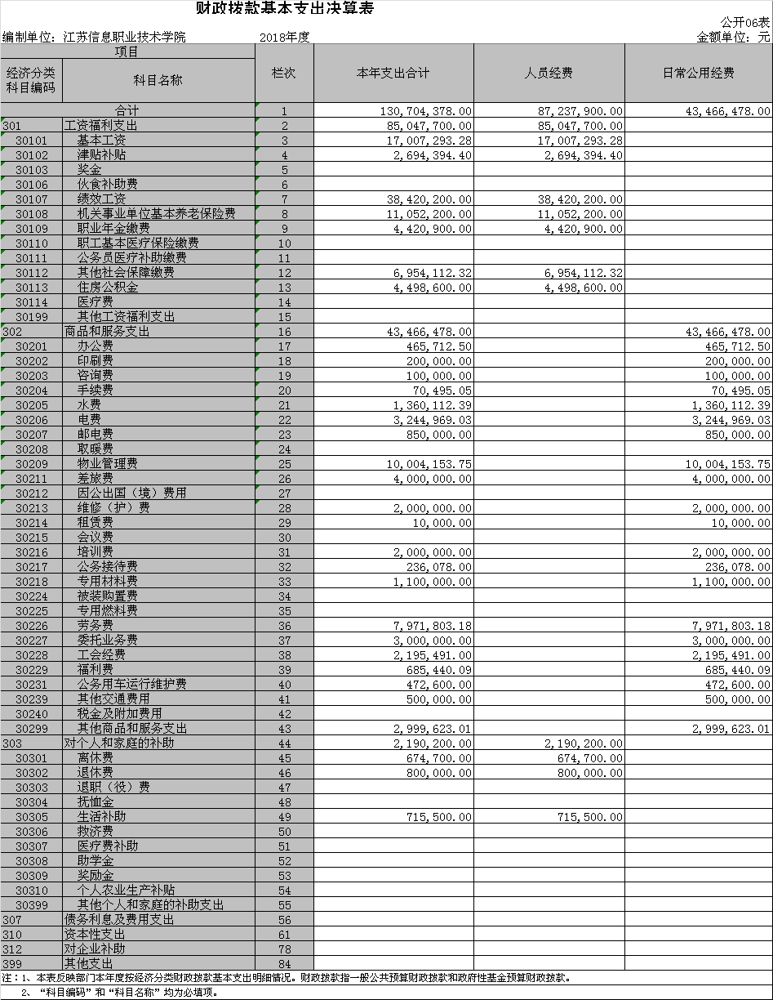 财政拨款基本支出决算表
公开06表
编制单位：江苏信息职业技术学院 2018年度 金额单位：元
项目 栏次 本年支出合计 人员经费 日常公用经费
经济分类科目编码 科目名称
合计 1 130,704,378.00 87,237,900.00 43,466,478.00
301 工资福利支出 2 85,047,700.00 85,047,700.00
30101 基本工资 3 17,007,293.28 17,007,293.28
30102 津贴补贴 4 2,694,394.40 2,694,394.40
30103 奖金 5
30106 伙食补助费 6
30107 绩效工资 7 38,420,200.00 38,420,200.00
30108 机关事业单位基本养老保险费 8 11,052,200.00 11,052,200.00
30109 职业年金缴费 9 4,420,900.00 4,420,900.00
30110 职工基本医疗保险缴费 10
30111 公务员医疗补助缴费 11
30112 其他社会保障缴费 12 6,954,112.32 6,954,112.32
30113 住房公积金 13 4,498,600.00 4,498,600.00
30114 医疗费 14
30199 其他工资福利支出 15
302 商品和服务支出 16 43,466,478.00 43,466,478.00
30201 办公费 17 465,712.50 465,712.50
30202 印刷费 18 200,000.00 200,000.00
30203 咨询费 19 100,000.00 100,000.00
30204 手续费 20 70,495.05 70,495.05
30205 水费 21 1,360,112.39 1,360,112.39
30206 电费 22 3,244,969.03 3,244,969.03
30207 邮电费 23 850,000.00 850,000.00
30208 取暖费 24
30209 物业管理费 25 10,004,153.75 10,004,153.75
30211 差旅费 26 4,000,000.00 4,000,000.00
30212 因公出国（境）费用 27
30213 维修（护）费 28 2,000,000.00 2,000,000.00
30214 租赁费 29 10,000.00 10,000.00
30215 会议费 30
30216 培训费 31 2,000,000.00 2,000,000.00
30217 公务接待费 32 236,078.00 236,078.00
30218 专用材料费 33 1,100,000.00 1,100,000.00
30224 被装购置费 34
30225 专用燃料费 35
30226 劳务费 36 7,971,803.18 7,971,803.18
30227 委托业务费 37 3,000,000.00 3,000,000.00
30228 工会经费 38 2,195,491.00 2,195,491.00
30229 福利费 39 685,440.09 685,440.09
30231 公务用车运行维护费 40 472,600.00 472,600.00
30239 其他交通费用 41 500,000.00 500,000.00
30240 税金及附加费用 42
30299 其他商品和服务支出 43 2,999,623.01 2,999,623.01
303 对个人和家庭的补助 44 2,190,200.00 2,190,200.00
30301 离休费 45 674,700.00 674,700.00
30302 退休费 46 800,000.00 800,000.00
30303 退职（役）费 47
30304 抚恤金 48
30305 生活补助 49 715,500.00 715,500.00
30306 救济费 50
30307 医疗费补助 51
30308 助学金 52
30309 奖励金 53
30310 个人农业生产补贴 54
30399 其他个人和家庭的补助支出 55
307 债务利息及费用支出 56
310 资本性支出 61
312 对企业补助 78
399 其他支出 84
注：1、本表反映部门本年度按经济分类财政拨款基本支出明细情况。财政拨款指一般公共预算财政拨款和政府性基金预算财政拨款。
2、“科目编码”和“科目名称”均为必填项。